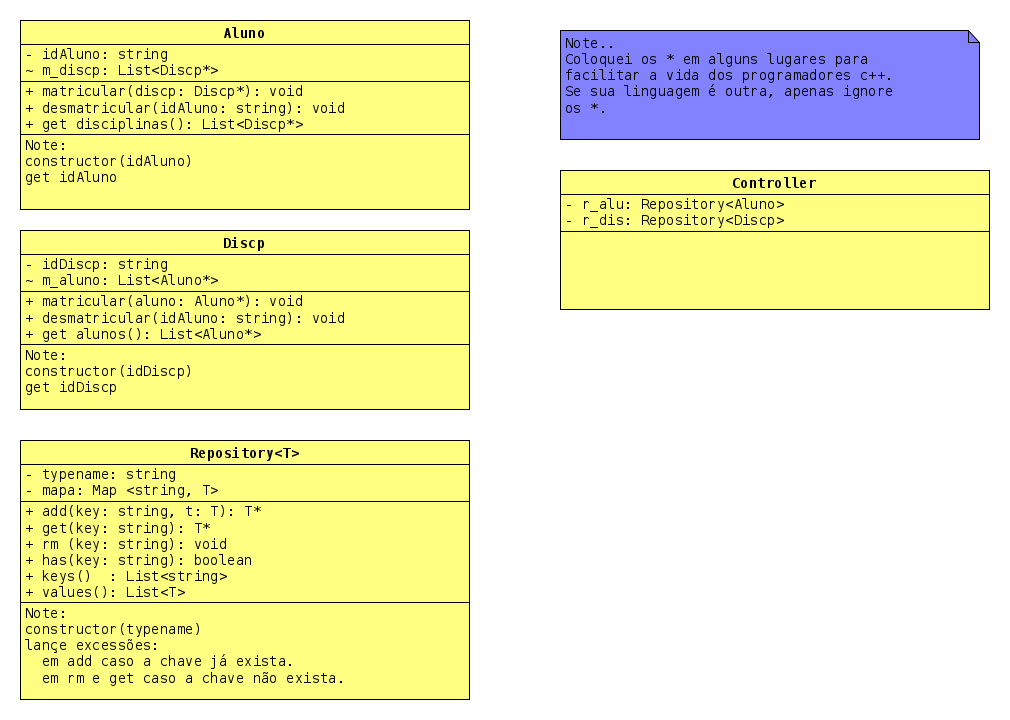 Aluno
- idAluno: string
~ m_discp: List<Discp*>
+ matricular(discp: Discp*): void
+ desmatricular(idAluno: string): void
+ get disciplinas(): List<Discp*>
Note:
constructor(idAluno)
get idAluno
Discp
- idDiscp: string
~ m_aluno: List<Aluno*>
+ matricular(aluno: Aluno*): void
+ desmatricular(idAluno: string): void
+ get alunos(): List<Aluno*>
Note:
constructor(idDiscp)
get idDiscp
Repository<T>
- typename: string
- mapa: Map <string, T>
+ add(key: string, t: T): T*
+ get(key: string): T*
+ rm (key: string): void
+ has(key: string): boolean
+ keys()  : List<string>
+ values(): List<T>
Note:
constructor(typename)
lançe excessões:
  em add caso a chave já exista.
  em rm e get caso a chave não exista.
Note..
Coloquei os * em alguns lugares para
facilitar a vida dos programadores c++.
Se sua linguagem é outra, apenas ignore
os *.
Controller
- r_alu: Repository<Aluno>
- r_dis: Repository<Discp>